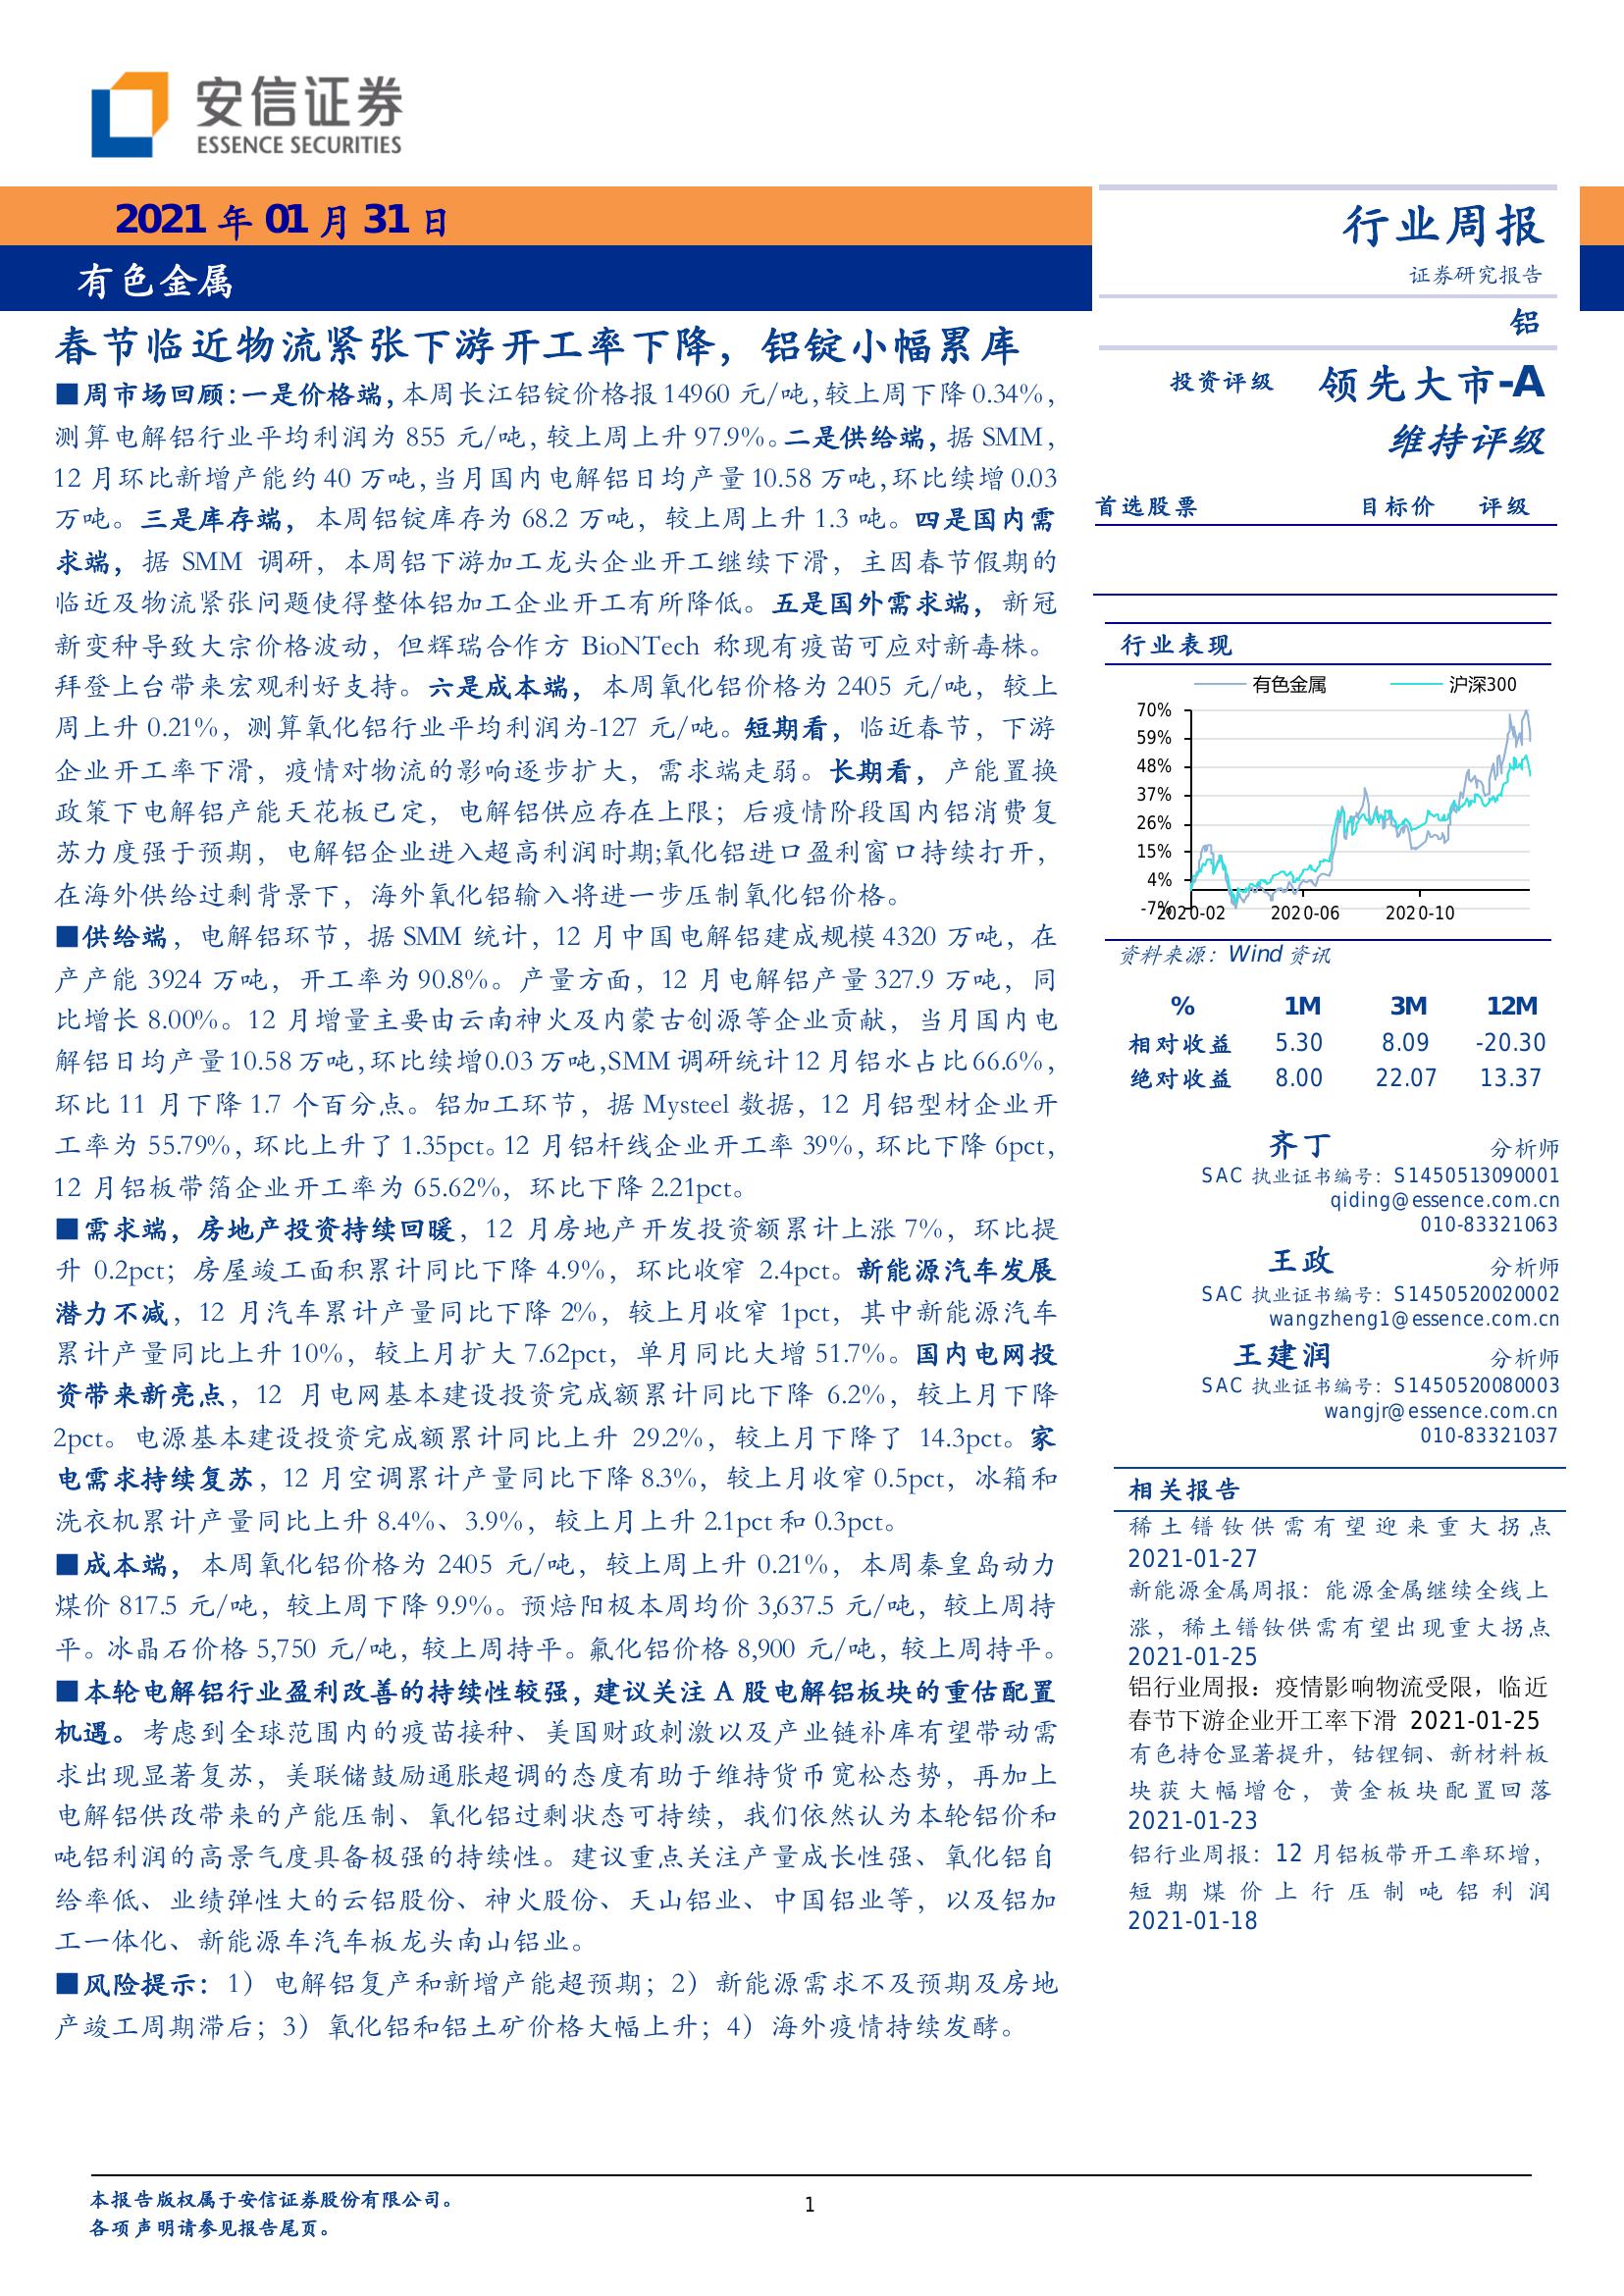 安信证券
ESSENCE SECURITIES
2021 年 01 月 31 日
有色金属
春节临近物流紧张下游开工率下降，铝锭小幅累库
■周市场回顾：一是价格端，本周长江铝锭价格报 14960 元/吨，较上周下降 0.34%，
测算电解铝行业平均利润为 855 元/吨，较上周上升 97.9%。二是供给端，据 SMM，
12 月环比新增产能约 40 万吨，当月国内电解铝日均产量 10.58 万吨，环比续增 0.03
万吨。三是库存端，本周铝锭库存为 68.2 万吨，较上周上升 1.3 吨。四是国内需
求端，据 SMM 调研，本周铝下游加工龙头企业开工继续下滑，主因春节假期的
临近及物流紧张问题使得整体铝加工企业开工有所降低。五是国外需求端，新冠
新变种导致大宗价格波动，但辉瑞合作方 BioNTech 称现有疫苗可应对新毒株。
拜登上台带来宏观利好支持。六是成本端，本周氧化铝价格为 2405 元/吨，较上
周上升 0.21%，测算氧化铝行业平均利润为-127 元/吨。短期看，临近春节，下游
企业开工率下滑，疫情对物流的影响逐步扩大，需求端走弱。长期看，产能置换
政策下电解铝产能天花板已定，电解铝供应存在上限；后疫情阶段国内铝消费复
苏力度强于预期，电解铝企业进入超高利润时期;氧化铝进口盈利窗口持续打开，
在海外供给过剩背景下，海外氧化铝输入将进一步压制氧化铝价格。
■供给端，电解铝环节，据 SMM 统计，12 月中国电解铝建成规模 4320 万吨，在
产产能 3924 万吨，开工率为 90.8%。产量方面，12 月电解铝产量 327.9 万吨，同
比增长 8.00%。12 月增量主要由云南神火及内蒙古创源等企业贡献，当月国内电
解铝日均产量 10.58 万吨，环比续增 0.03 万吨,SMM 调研统计 12 月铝水占比 66.6%，
环比 11 月下降 1.7 个百分点。铝加工环节，据 Mysteel 数据，12 月铝型材企业开
工率为 55.79%，环比上升了 1.35pct。12 月铝杆线企业开工率 39%，环比下降 6pct，
12 月铝板带箔企业开工率为 65.62%，环比下降 2.21pct。
■需求端，房地产投资持续回暖，12 月房地产开发投资额累计上涨 7%，环比提
升 0.2pct；房屋竣工面积累计同比下降 4.9%，环比收窄 2.4pct。新能源汽车发展
潜力不减，12 月汽车累计产量同比下降 2%，较上月收窄 1pct，其中新能源汽车
累计产量同比上升 10%，较上月扩大 7.62pct，单月同比大增 51.7%。国内电网投
资带来新亮点，12 月电网基本建设投资完成额累计同比下降 6.2%，较上月下降
2pct。电源基本建设投资完成额累计同比上升 29.2%，较上月下降了 14.3pct。家
电需求持续复苏，12 月空调累计产量同比下降 8.3%，较上月收窄 0.5pct，冰箱和
洗衣机累计产量同比上升 8.4%、3.9%，较上月上升 2.1pct 和 0.3pct。
■成本端，本周氧化铝价格为 2405 元/吨，较上周上升 0.21%，本周秦皇岛动力
煤价 817.5 元/吨，较上周下降 9.9%。预焙阳极本周均价 3,637.5 元/吨，较上周持
平。冰晶石价格 5,750 元/吨，较上周持平。氟化铝价格 8,900 元/吨，较上周持平。
■本轮电解铝行业盈利改善的持续性较强，建议关注 A 股电解铝板块的重估配置
机遇。考虑到全球范围内的疫苗接种、美国财政刺激以及产业链补库有望带动需
求出现显著复苏，美联储鼓励通胀超调的态度有助于维持货币宽松态势，再加上
电解铝供改带来的产能压制、氧化铝过剩状态可持续，我们依然认为本轮铝价和
吨铝利润的高景气度具备极强的持续性。建议重点关注产量成长性强、氧化铝自
给率低、业绩弹性大的云铝股份、神火股份、天山铝业、中国铝业等，以及铝加
工一体化、新能源车汽车板龙头南山铝业。
■风险提示：1）电解铝复产和新增产能超预期；2）新能源需求不及预期及房地
产竣工周期滞后；3）氧化铝和铝土矿价格大幅上升；4）海外疫情持续发酵。
行业周报
证券研究报告
铝
投资评级 领先大市-A
维持评级
首选股票 目标价 评级
行业表现
有色金属 沪深300
70%
59%
48%
37%
26%
15%
4%
-7%
2020-02 2020-06 2020-10
资料来源：Wind 资讯
% 1M 3M 12M
相对收益 5.30 8.09 -20.30
绝对收益 8.00 22.07 13.37
齐丁 分析师
SAC 执业证书编号：S1450513090001
qiding@essence.com.cn
010-83321063
王政 分析师
SAC 执业证书编号：S1450520020002
wangzheng1@essence.com.cn
王建润 分析师
SAC 执业证书编号：S1450520080003
wangjr@essence.com.cn
010-83321037
相关报告
稀土镨钕供需有望迎来重大拐点
2021-01-27
新能源金属周报：能源金属继续全线上
涨，稀土镨钕供需有望出现重大拐点
2021-01-25
铝行业周报：疫情影响物流受限，临近
春节下游企业开工率下滑 2021-01-25
有色持仓显著提升，钴锂铜、新材料板
块获大幅增仓，黄金板块配置回落
2021-01-23
铝行业周报：12 月铝板带开工率环增，
短期煤价上行压制吨铝利润
2021-01-18
本报告版权属于安信证券股份有限公司。
各项声明请参见报告尾页。
1